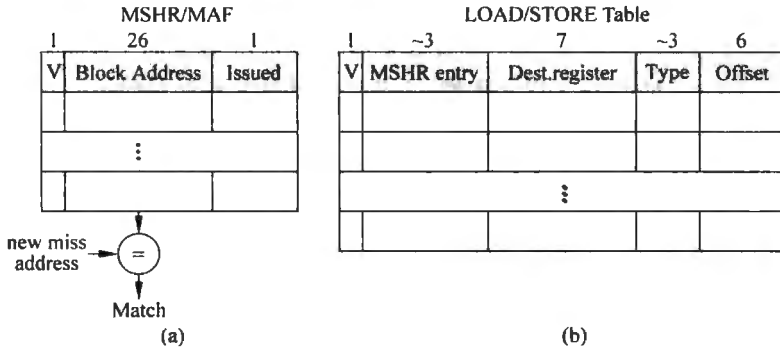 MSHR/MAF
1 26 1
V Block Address Issued
⋮
new miss address
=
Match
(a)
LOAD/STORE Table
1 ~3 7 ~3 6
V MSHR entry Dest.register Type Offset
⋮
(b)